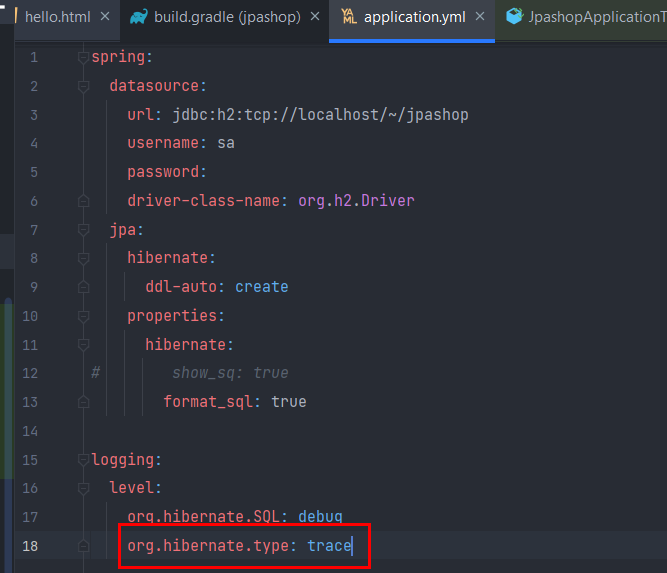 hello.html × build.gradle (jpashop) × YAML application.yml × JpashopApplicationT
1 spring:
2 datasource:
3 url: jdbc:h2:tcp://localhost/~/jpashop
4 username: sa
5 password:
6 driver-class-name: org.h2.Driver
7 jpa:
8 hibernate:
9 ddl-auto: create
10 properties:
11 hibernate:
12 # show_sq: true
13 format_sql: true
14
15 logging:
16 level:
17 org.hibernate.SQL: debug
18 org.hibernate.type: trace